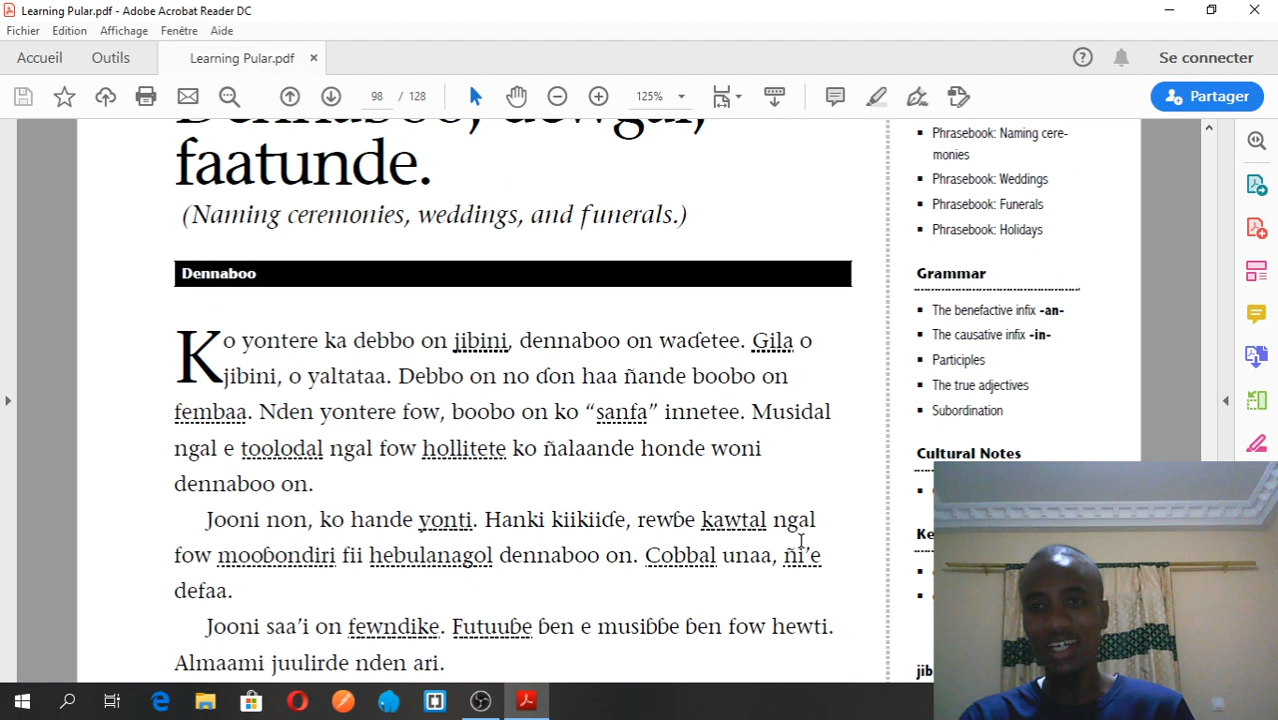 Learning Pular.pdf - Adobe Acrobat Reader DC
Fichier Edition Affichage Fenêtre Aide
Accueil Outils Learning Pular.pdf × Se connecter
98 / 128 125% Partager
Dennaboo, dewgal,
faatunde.
(Naming ceremonies, weddings, and funerals.)
Dennaboo
Ko yontere ka debbo on jibini, dennaboo on waɗetee. Gila o
jibini, o yaltataa. Debbo on no ɗon haa ñande boobo on
fembaa. Nden yontere fow, boobo on ko “sanfa” innetee. Musidal
ngal e toolodal ngal fow hollitete ko ñalaande honde woni
dennaboo on.
Jooni non, ko hande yonti. Hanki kiikiiɗe, rewɓe kawtal ngal
fow mooɓondiri fii hebulanagol dennaboo on. Cobbal unaa, ñi’e
defaa.
Jooni saa’i on fewndike. Futuuɓe ɓen e musiɓɓe ɓen fow hewti.
Almaami juulirde nden ari.
Phrasebook: Naming cere-
monies
Phrasebook: Weddings
Phrasebook: Funerals
Phrasebook: Holidays
Grammar
The benefactive infix -an-
The causative infix -in-
Participles
The true adjectives
Subordination
Cultural Notes
Ke
jib